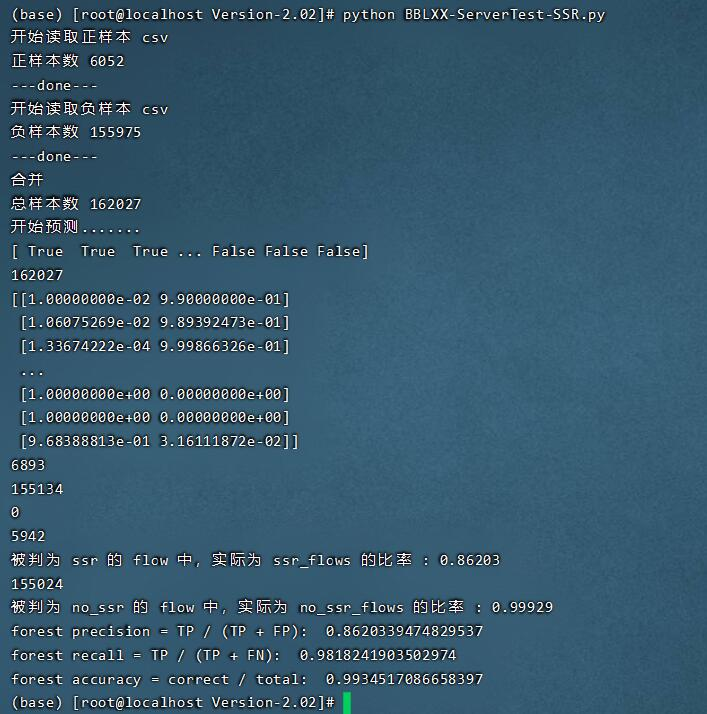 (base) [root@localhost Version-2.02]# python BBLXX-ServerTest-SSR.py
开始读取正样本 csv
正样本数 6052
---done---
开始读取负样本 csv
负样本数 155975
---done---
合并
总样本数 162027
开始预测.......
[ True  True  True ... False False False]
162027
[[1.00000000e-02 9.90000000e-01]
 [1.06075269e-02 9.89392473e-01]
 [1.33674222e-04 9.99866326e-01]
 ...
 [1.00000000e+00 0.00000000e+00]
 [1.00000000e+00 0.00000000e+00]
 [9.68388813e-01 3.16111872e-02]]
6893
155134
0
5942
被判为 ssr 的 flow 中, 实际为 ssr_flows 的比率 : 0.86203
155024
被判为 no_ssr 的 flow 中, 实际为 no_ssr_flows 的比率 : 0.99929
forest precision = TP / (TP + FP):  0.8620339474829537
forest recall = TP / (TP + FN):  0.9818241903502974
forest accuracy = correct / total:  0.9934517086658397
(base) [root@localhost Version-2.02]#